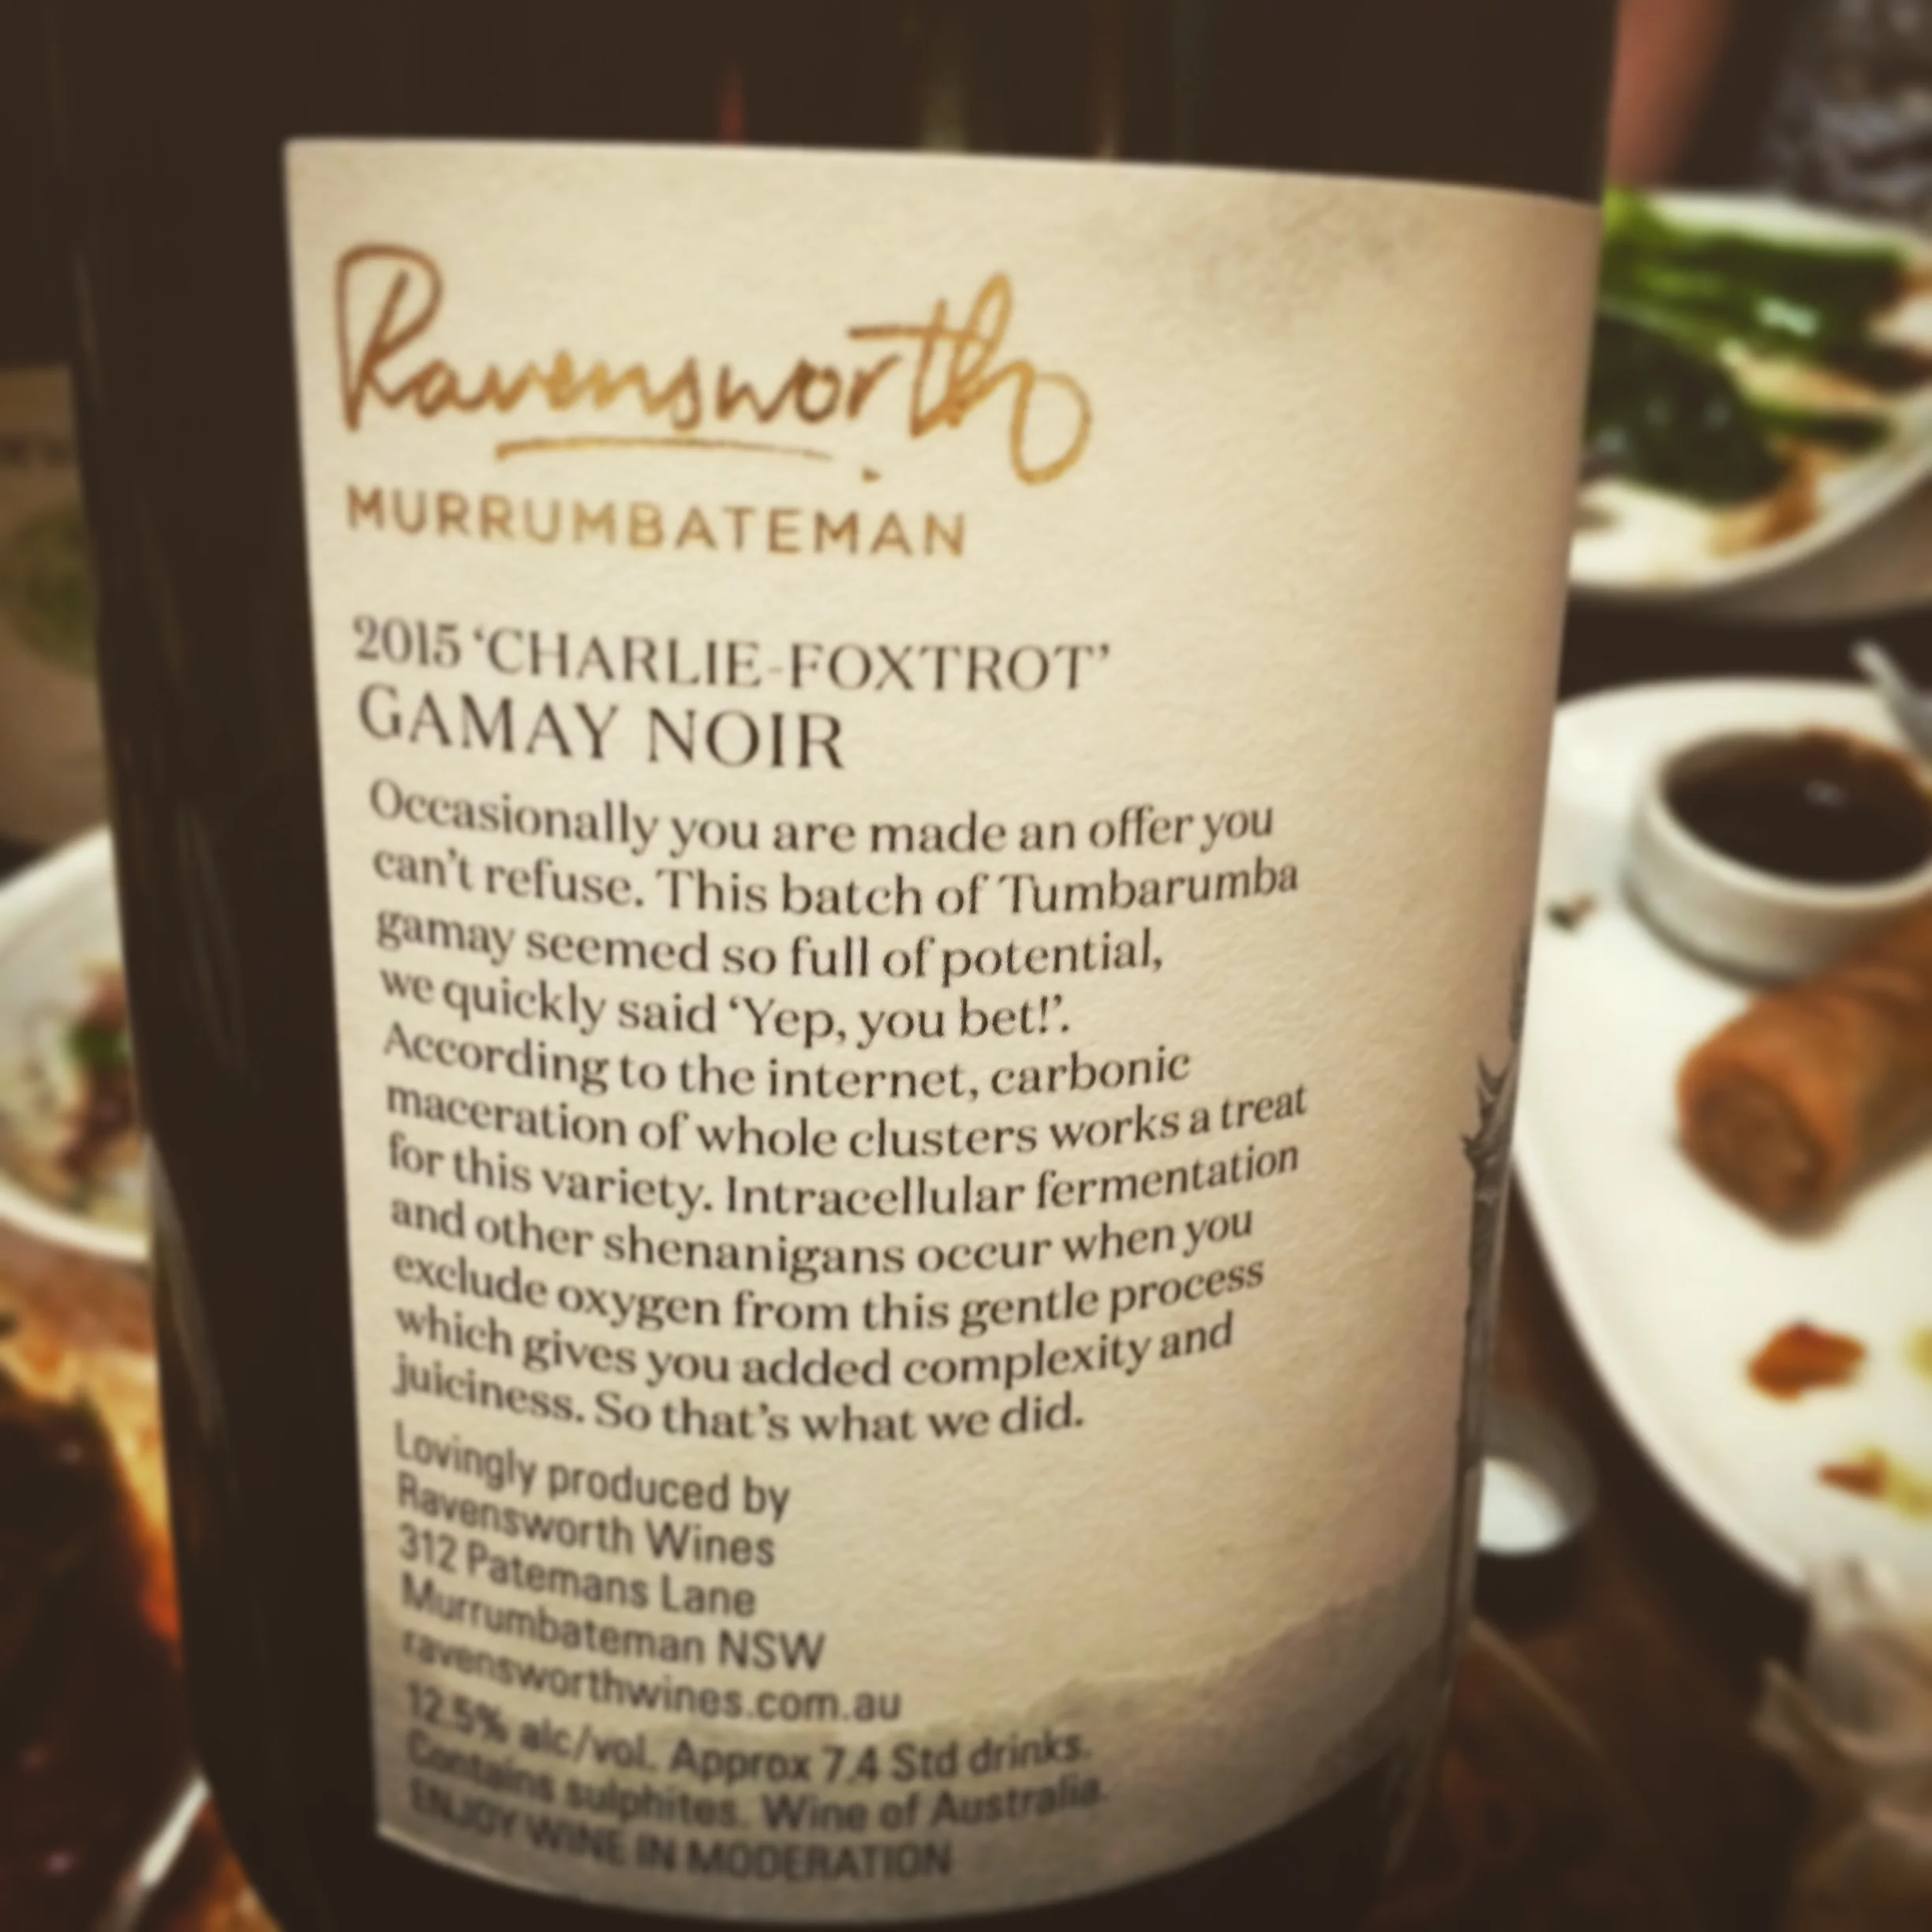 Ravensworth
MURRUMBATEMAN
2015 ‘CHARLIE-FOXTROT’
GAMAY NOIR
Occasionally you are made an offer you
can’t refuse. This batch of Tumbarumba
gamay seemed so full of potential,
we quickly said ‘Yep, you bet!’.
According to the internet, carbonic
maceration of whole clusters works a treat
for this variety. Intracellular fermentation
and other shenanigans occur when you
exclude oxygen from this gentle process
which gives you added complexity and
juiciness. So that’s what we did.
Lovingly produced by
Ravensworth Wines
312 Patemans Lane
Murrumbateman NSW
ravensworthwines.com.au
12.5% alc/vol. Approx 7.4 Std drinks.
Contains sulphites. Wine of Australia.
ENJOY WINE IN MODERATION